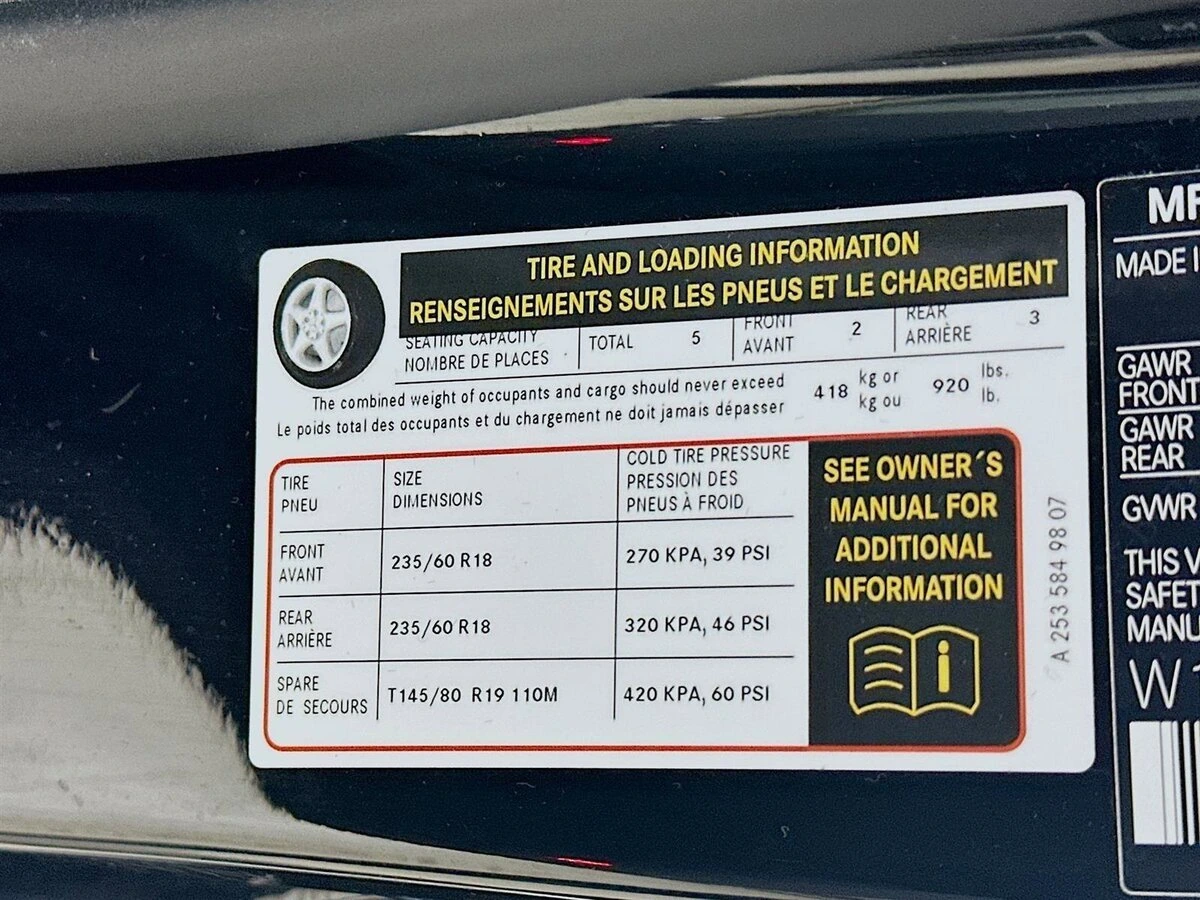 TIRE AND LOADING INFORMATION
RENSEIGNEMENTS SUR LES PNEUS ET LE CHARGEMENT
SEATING CAPACITY
NOMBRE DE PLACES
TOTAL 5
FRONT
AVANT
2
REAR
ARRIÈRE
3
The combined weight of occupants and cargo should never exceed
Le poids total des occupants et du chargement ne doit jamais dépasser
418 kg or
kg ou
920 lbs.
lb.
TIRE
PNEU
SIZE
DIMENSIONS
COLD TIRE PRESSURE
PRESSION DES
PNEUS À FROID
FRONT
AVANT
235/60 R18
270 KPA, 39 PSI
REAR
ARRIÈRE
235/60 R18
320 KPA, 46 PSI
SPARE
DE SECOURS
T145/80 R19 110M
420 KPA, 60 PSI
SEE OWNER´S
MANUAL FOR
ADDITIONAL
INFORMATION
i
A 253 584 98 07
MADE
GAWR
FRONT
GAWR
REAR
GVWR
THIS